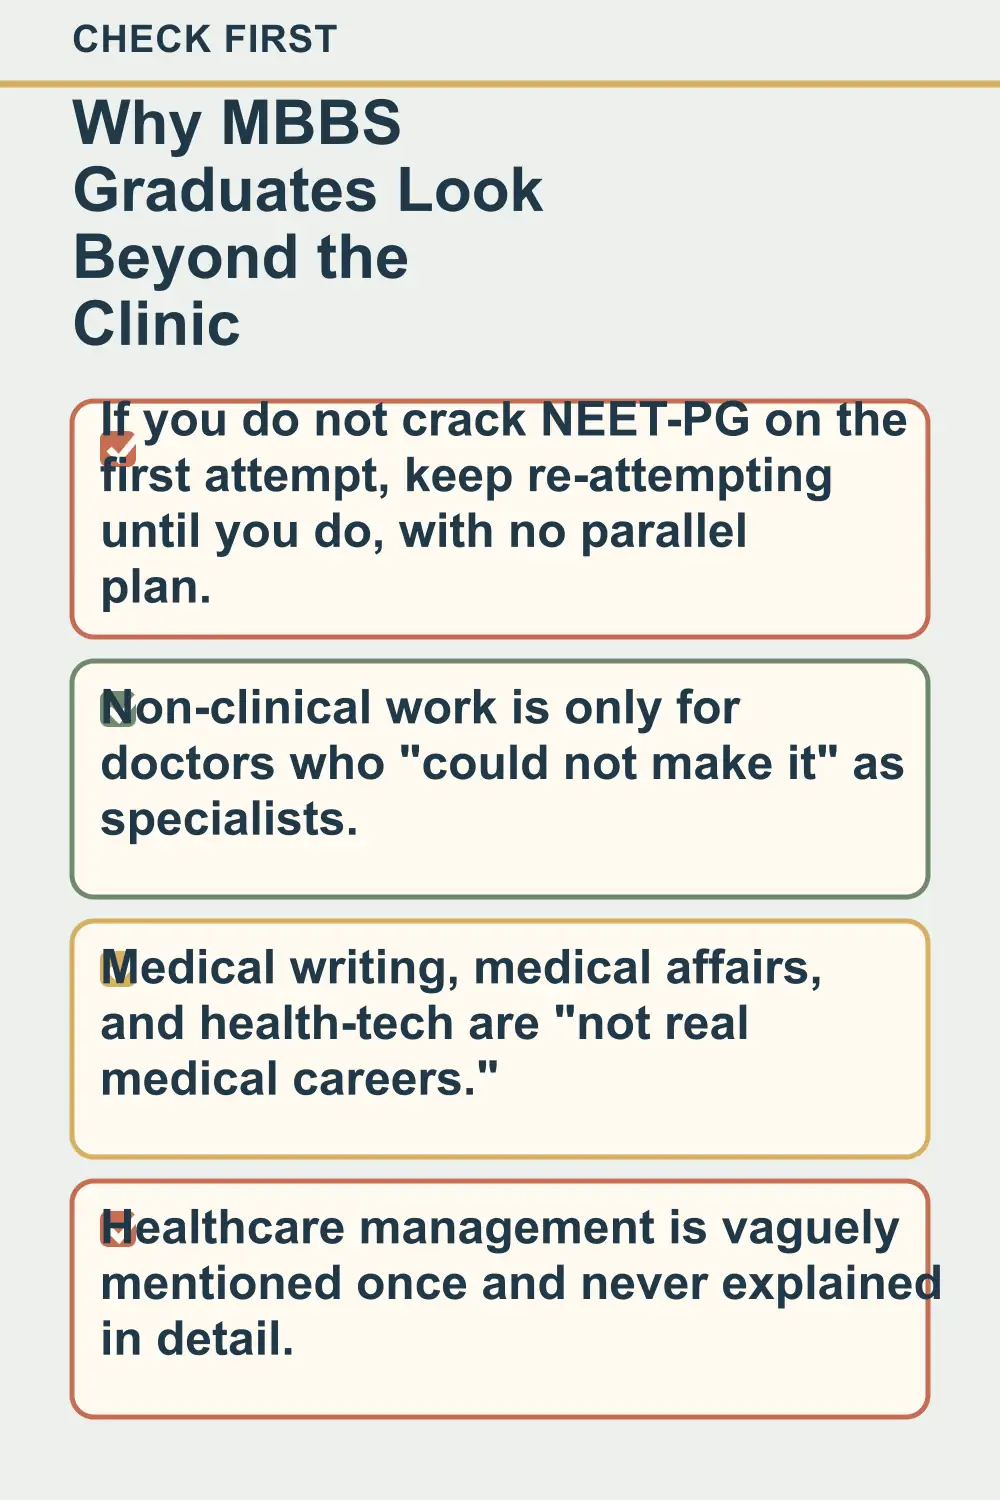 CHECK FIRST
Why MBBS
Graduates Look
Beyond the
Clinic
If you do not crack NEET-PG on the
first attempt, keep re-attempting
until you do, with no parallel
plan.
Non-clinical work is only for
doctors who "could not make it" as
specialists.
Medical writing, medical affairs,
and health-tech are "not real
medical careers."
Healthcare management is vaguely
mentioned once and never explained
in detail.